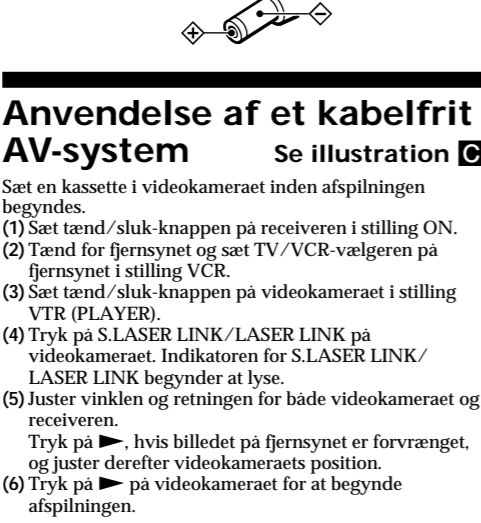 Anvendelse af et kabelfrit
AV-system Se illustration C
Sæt en kassette i videokameraet inden afspilningen
begyndes.
(1) Sæt tænd/sluk-knappen på receiveren i stilling ON.
(2) Tænd for fjernsynet og sæt TV/VCR-vælgeren på
fjernsynet i stilling VCR.
(3) Sæt tænd/sluk-knappen på videokameraet i stilling
VTR (PLAYER).
(4) Tryk på S.LASER LINK/LASER LINK på
videokameraet. Indikatoren for S.LASER LINK/
LASER LINK begynder at lyse.
(5) Juster vinklen og retningen for både videokameraet og
receiveren.
Tryk på ►, hvis billedet på fjernsynet er forvrænget,
og juster derefter videokameraets position.
(6) Tryk på ► på videokameraet for at begynde
afspilningen.